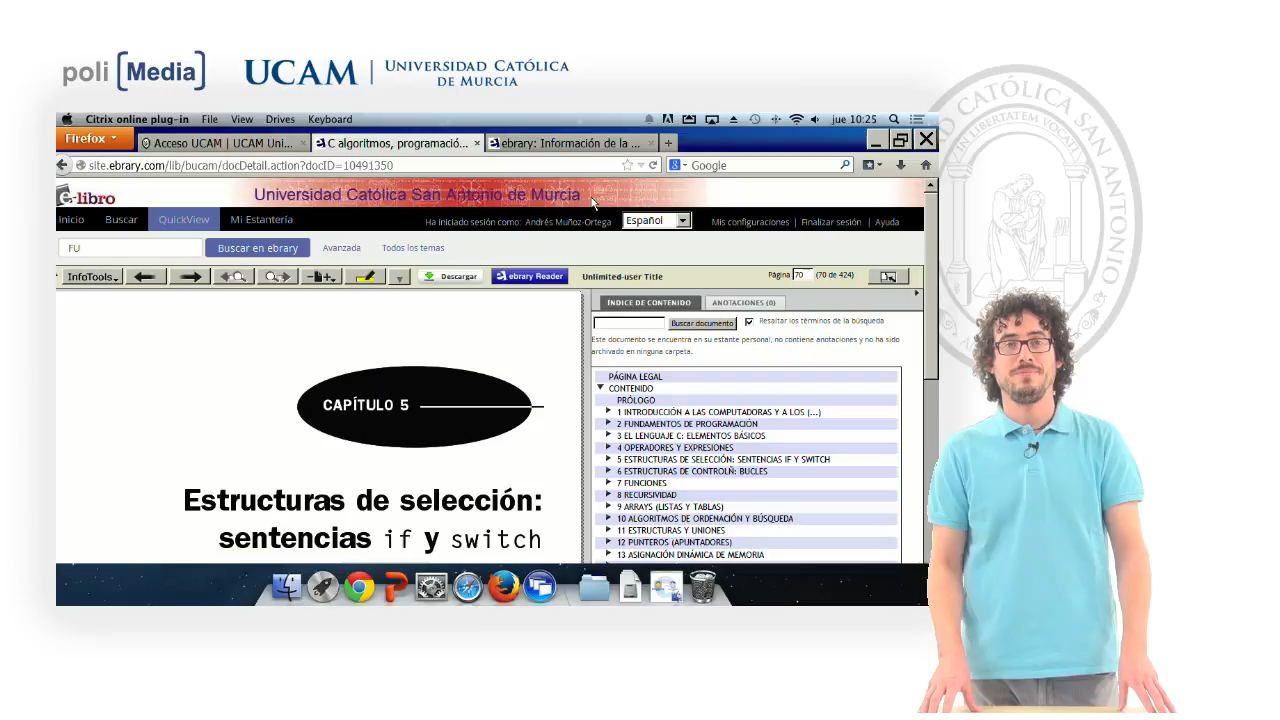 poli [Media]
UCAM | UNIVERSIDAD CATÓLICA
DE MURCIA
CATÓLICA SAN ANTONIO DE
Citrix online plug-in File View Drives Keyboard
jue 10:25
Firefox
Acceso UCAM | UCAM Uni...
C algoritmos, programació...
ebrary: Información de la ...
site.ebrary.com/lib/bucam/docDetail.action?docID=10491350
Google
e-libro
Universidad Católica San Antonio de Murcia
Inicio Buscar QuickView Mi Estantería
Ha iniciado sesión como: Andrés Muñoz-Ortega
Español
Mis configuraciones | Finalizar sesión | Ayuda
FU
Buscar en ebrary
Avanzada
Todos los temas
InfoTools
Descargar
ebrary Reader
Unlimited-user Title
Página 70 (70 de 424)
CAPÍTULO 5
Estructuras de selección:
sentencias if y switch
ÍNDICE DE CONTENIDO
ANOTACIONES (0)
Buscar documento
Resaltar los términos de la búsqueda
Este documento se encuentra en su estante personal, no contiene anotaciones y no ha sido
archivado en ninguna carpeta.
PÁGINA LEGAL
CONTENIDO
PRÓLOGO
1 INTRODUCCIÓN A LAS COMPUTADORAS Y A LOS (...)
2 FUNDAMENTOS DE PROGRAMACIÓN
3 EL LENGUAJE C: ELEMENTOS BÁSICOS
4 OPERADORES Y EXPRESIONES
5 ESTRUCTURAS DE SELECCIÓN: SENTENCIAS IF Y SWITCH
6 ESTRUCTURAS DE CONTROLÑ: BUCLES
7 FUNCIONES
8 RECURSIVIDAD
9 ARRAYS (LISTAS Y TABLAS)
10 ALGORITMOS DE ORDENACIÓN Y BÚSQUEDA
11 ESTRUCTURAS Y UNIONES
12 PUNTEROS (APUNTADORES)
13 ASIGNACIÓN DINÁMICA DE MEMORIA